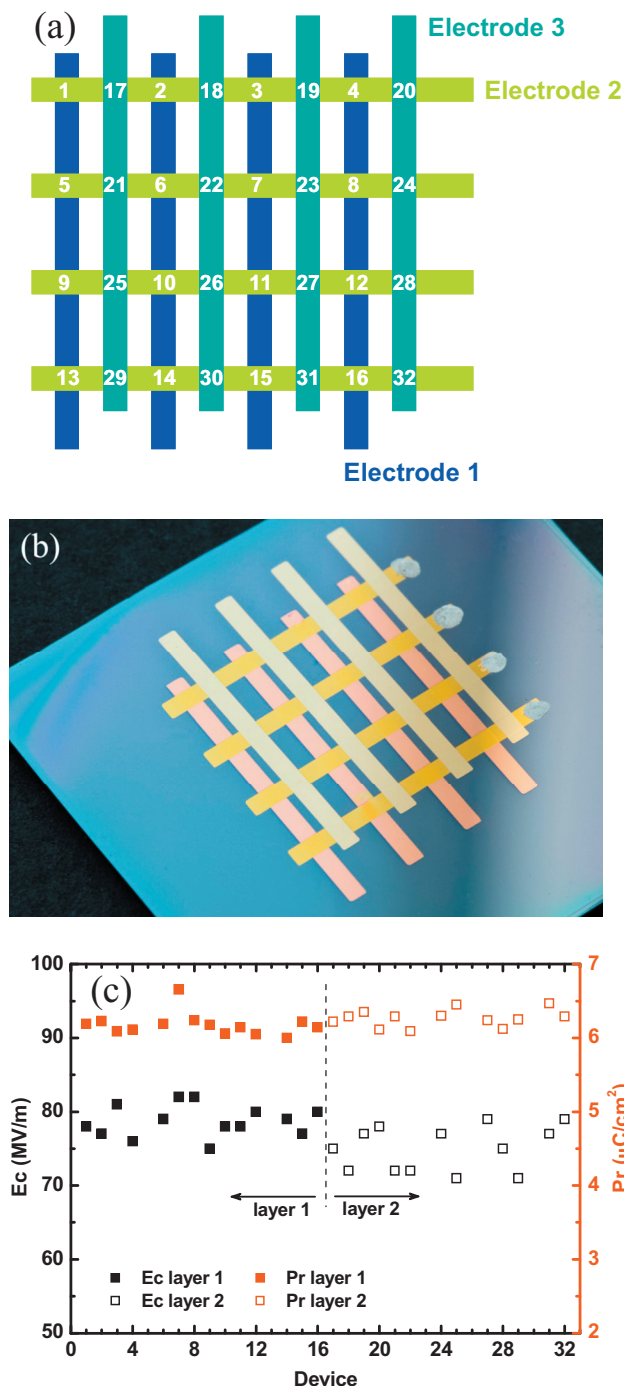 (a)
Electrode 3
1 17 2 18 3 19 4 20
Electrode 2
5 21 6 22 7 23 8 24
9 25 10 26 11 27 12 28
13 29 14 30 15 31 16 32
Electrode 1
(b)
(c)
100
90
80
70
60
50
Ec (MV/m)
7
6
5
4
3
2
Pr (µC/cm²)
layer 1 layer 2
Ec layer 1 Pr layer 1
Ec layer 2 Pr layer 2
0 4 8 12 16 20 24 28 32
Device